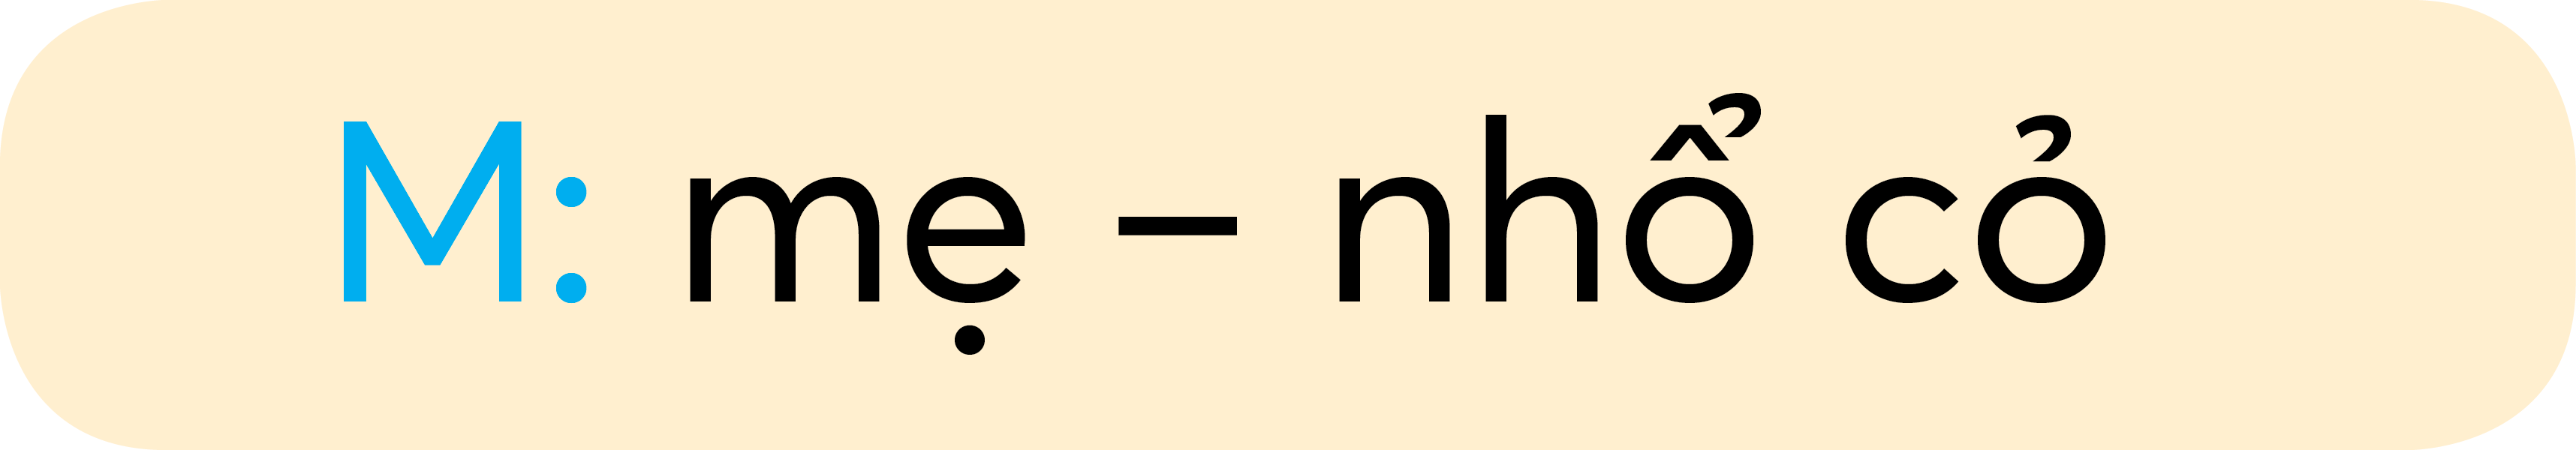 M: mẹ – nhổ cỏ